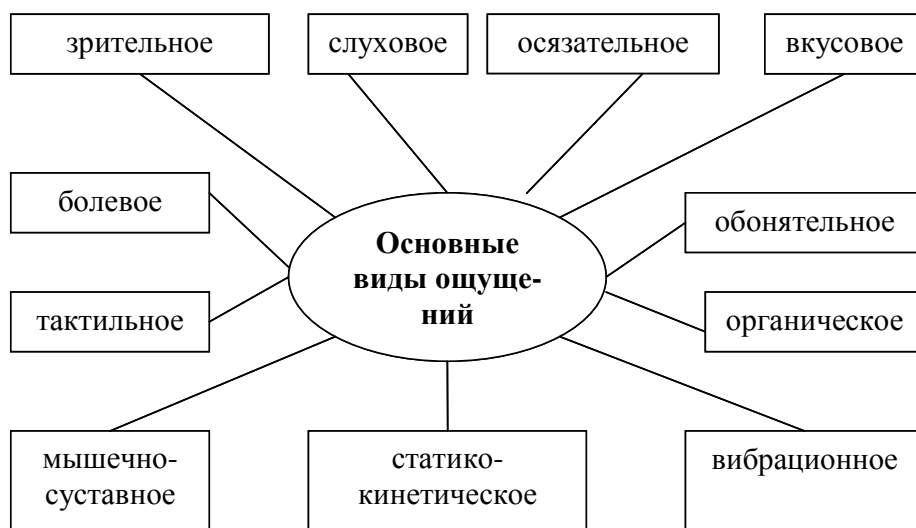 зрительное
слуховое
осязательное
вкусовое
болевое
обонятельное
Основные
виды ощуще-
ний
тактильное
органическое
мышечно-
суставное
статико-
кинетическое
вибрационное